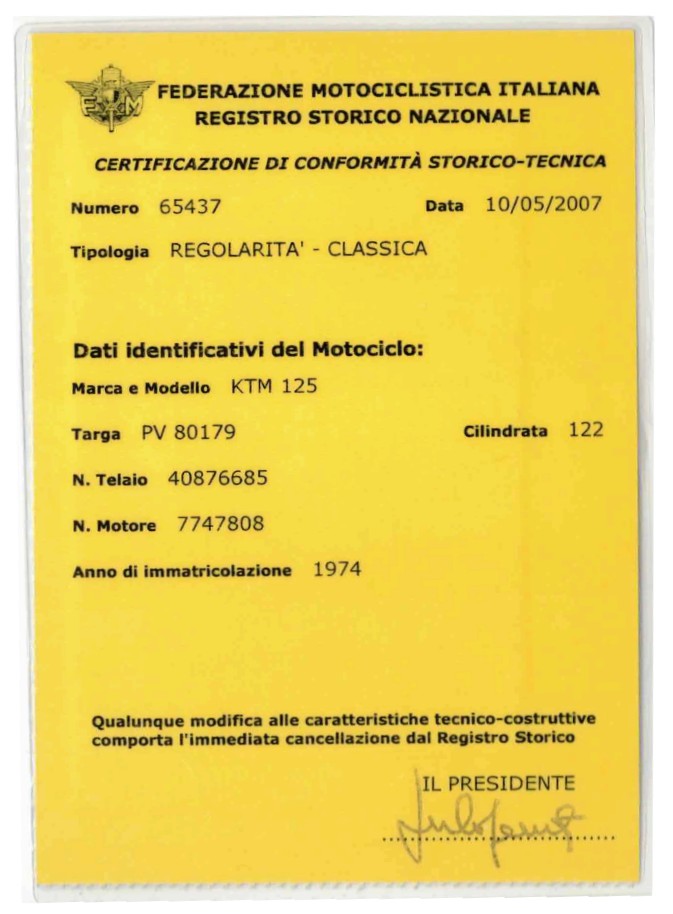 FEDERAZIONE MOTOCICLISTICA ITALIANA
REGISTRO STORICO NAZIONALE
CERTIFICAZIONE DI CONFORMITÀ STORICO-TECNICA
Numero 65437 Data 10/05/2007
Tipologia REGOLARITA' - CLASSICA
Dati identificativi del Motociclo:
Marca e Modello KTM 125
Targa PV 80179 Cilindrata 122
N. Telaio 40876685
N. Motore 7747808
Anno di immatricolazione 1974
Qualunque modifica alle caratteristiche tecnico-costruttive
comporta l'immediata cancellazione dal Registro Storico
IL PRESIDENTE